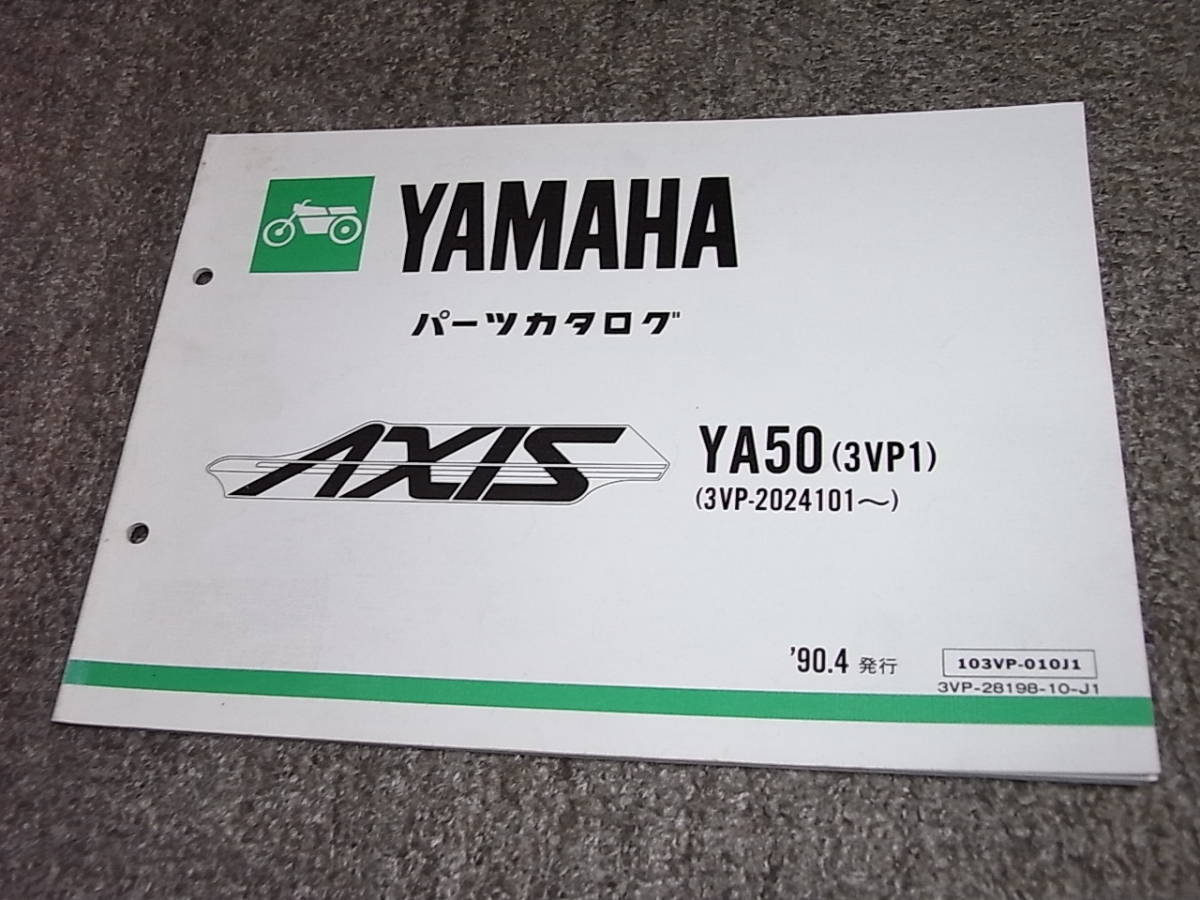 YAMAHA
パーツカタログ
AXIS
YA50 (3VP1)
(3VP-2024101〜)
'90.4 発行
103VP-010J1
3VP-28198-10-J1